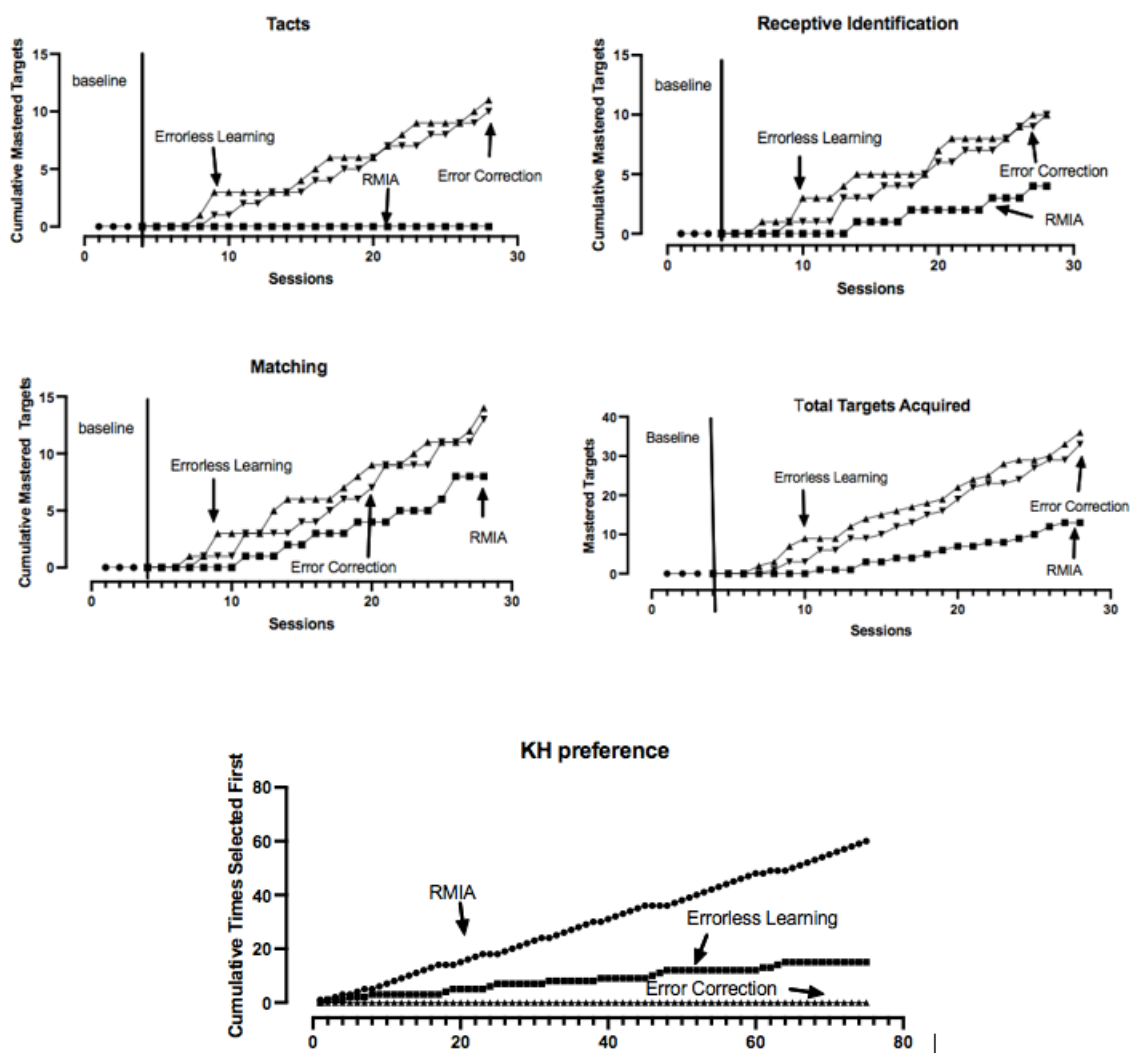 Tacts
Cumulative Mastered Targets
15
10
5
0
baseline
Errorless Learning
RMIA
Error Correction
0
10
20
30
Sessions
Receptive Identification
Cumulative Mastered Targets
15
10
5
0
baseline
Errorless Learning
Error Correction
RMIA
0
10
20
30
Sessions
Matching
Cumulative Mastered Targets
15
10
5
0
baseline
Errorless Learning
Error Correction
RMIA
0
10
20
30
Sessions
Total Targets Acquired
Mastered Targets
40
30
20
10
0
Baseline
Errorless Learning
Error Correction
RMIA
0
10
20
30
Sessions
KH preference
Cumulative Times Selected First
80
60
40
20
0
RMIA
Errorless Learning
Error Correction
0
20
40
60
80